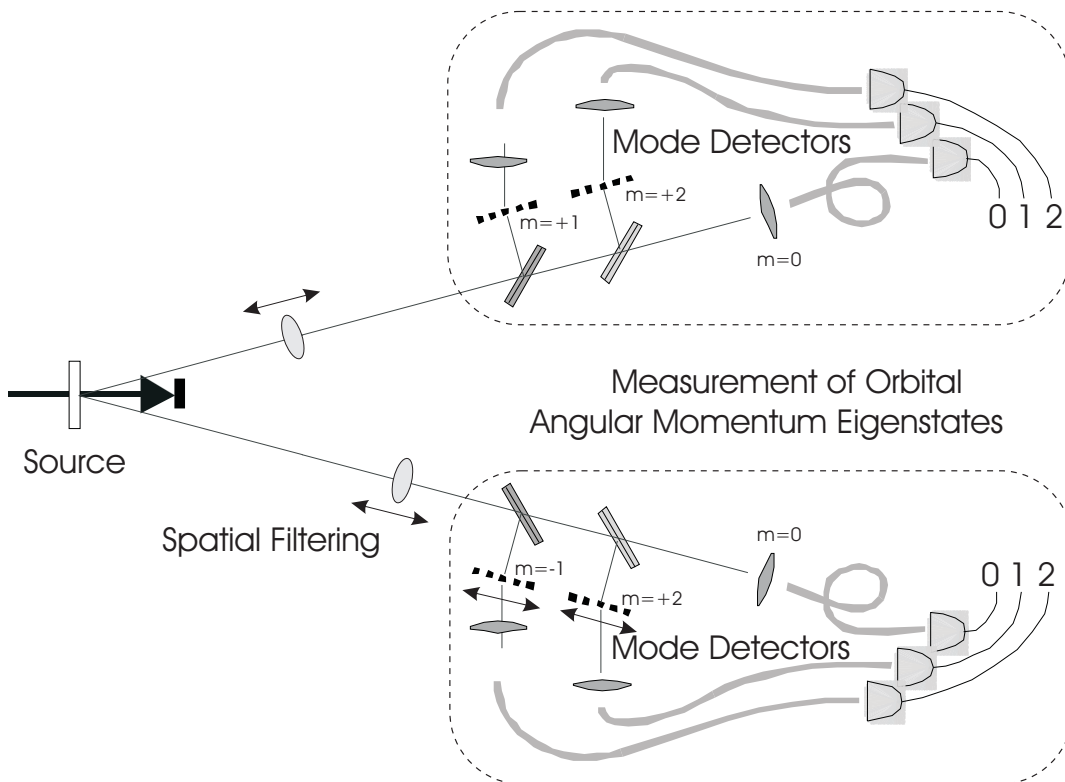 Mode Detectors
m=+1
m=+2
m=0
0 1 2
Measurement of Orbital
Angular Momentum Eigenstates
Source
Spatial Filtering
m=0
m=-1
m=+2
0 1 2
Mode Detectors